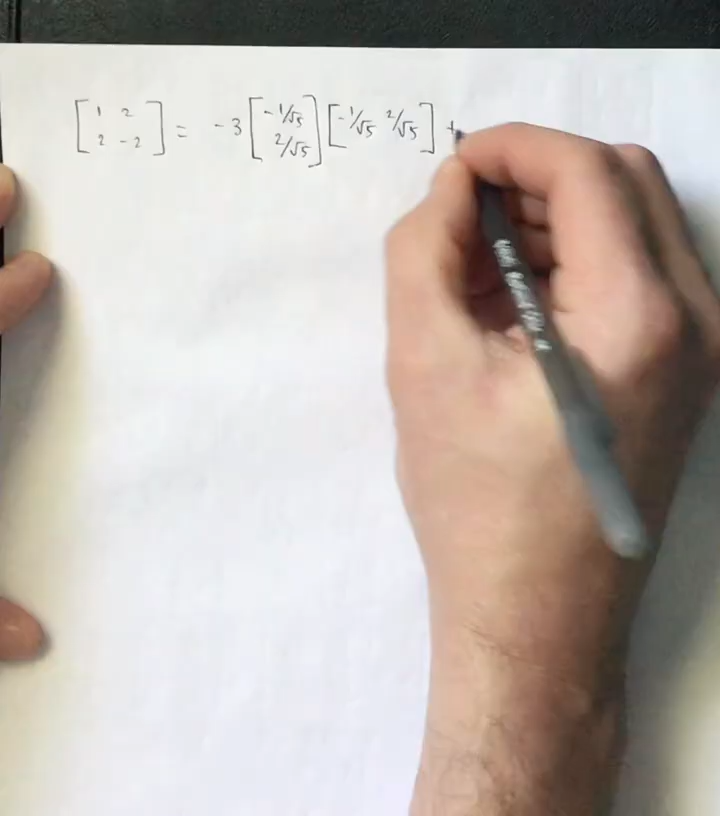 [1 2; 2 -2] = -3 [-1/√5; 2/√5] [-1/√5 2/√5] +